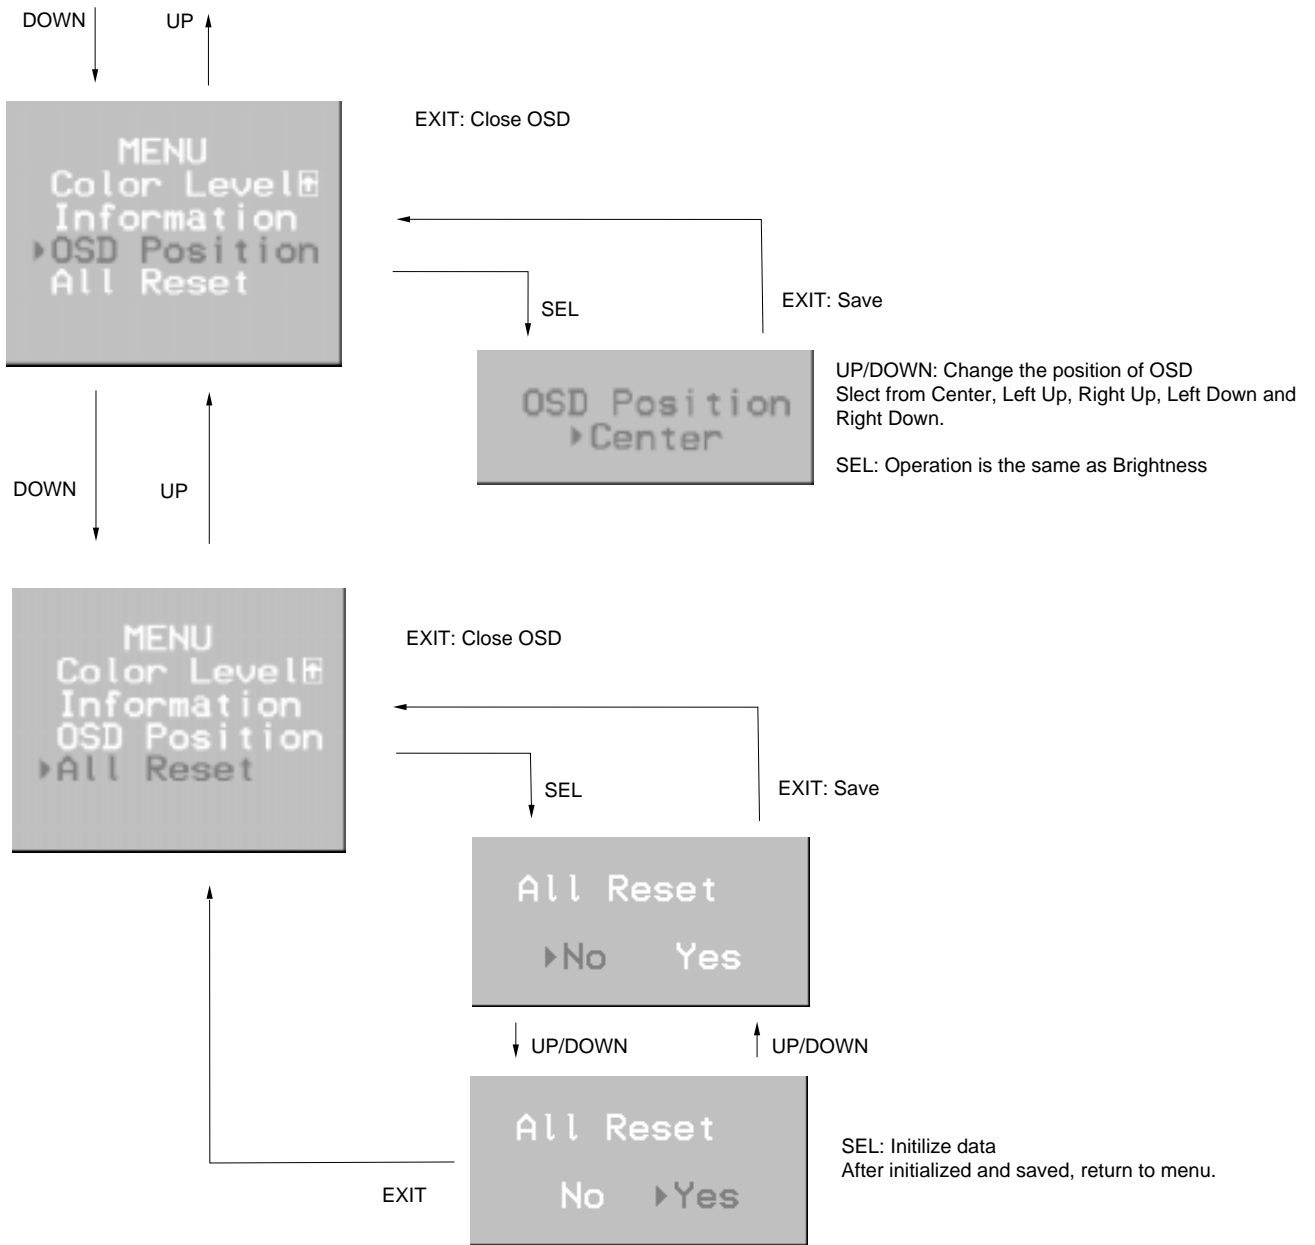 DOWN UP
EXIT: Close OSD
MENU
Color Level↑
Information
▸OSD Position
All Reset
SEL
EXIT: Save
OSD Position
▸Center
UP/DOWN: Change the position of OSD
Slect from Center, Left Up, Right Up, Left Down and
Right Down.
SEL: Operation is the same as Brightness
DOWN UP
EXIT: Close OSD
MENU
Color Level↑
Information
OSD Position
▸All Reset
SEL
EXIT: Save
All Reset
▸No Yes
UP/DOWN UP/DOWN
All Reset
No ▸Yes
SEL: Initilize data
After initialized and saved, return to menu.
EXIT